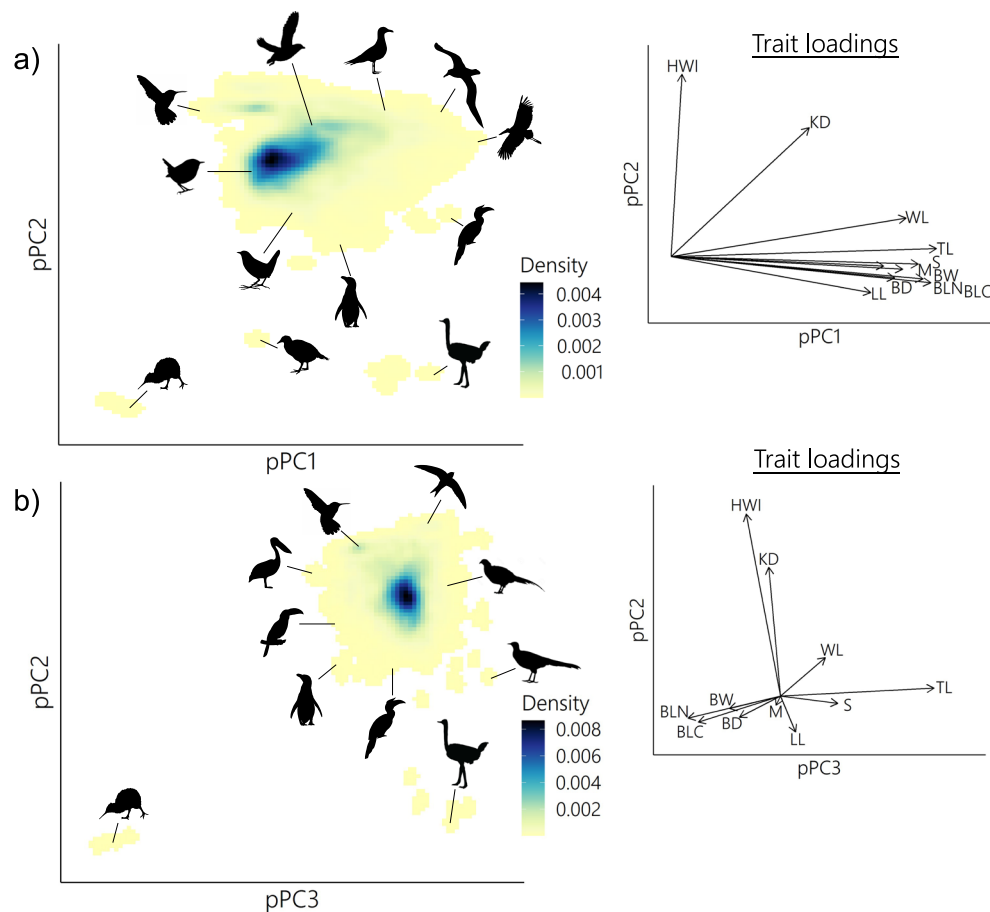 a)
pPC2
pPC1
Density
0.004
0.003
0.002
0.001
Trait loadings
HWI
KD
WL
TL
S
M
BW
BD
BLN
BLC
LL
pPC2
pPC1
b)
pPC2
pPC3
Density
0.008
0.006
0.004
0.002
Trait loadings
HWI
KD
WL
TL
S
BW
M
BLN
BLC
BD
LL
pPC2
pPC3